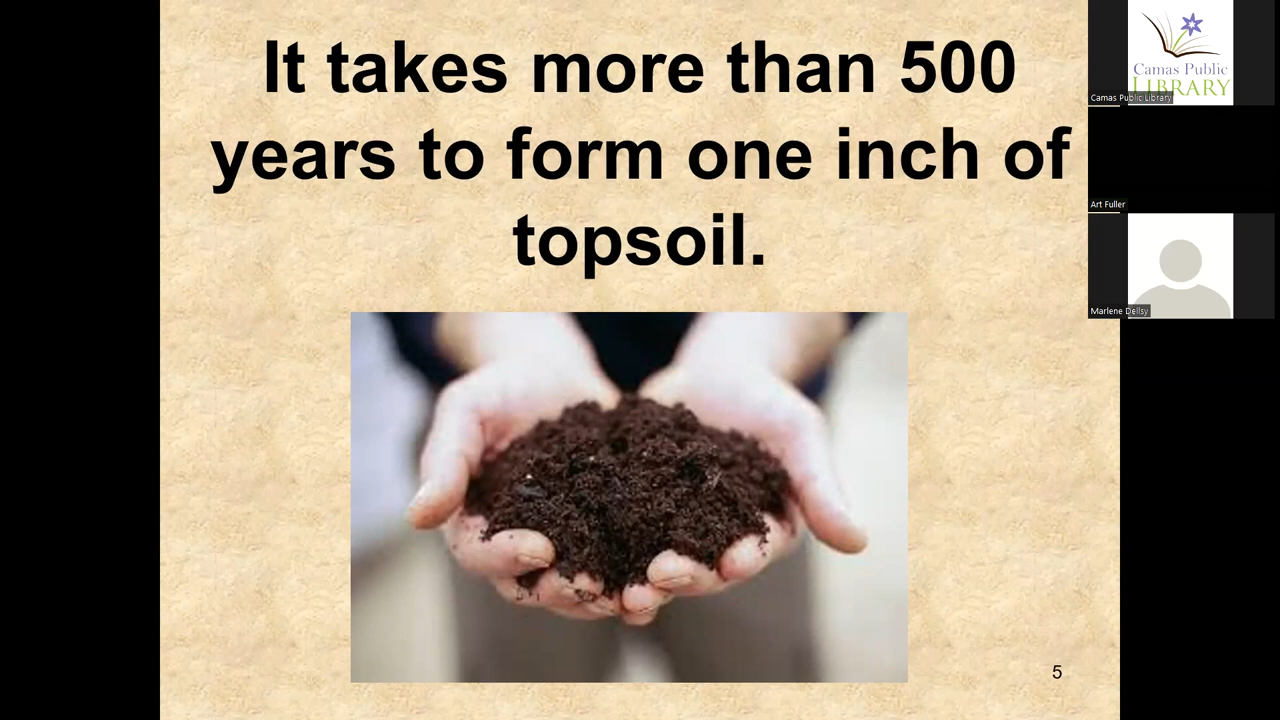 It takes more than 500
years to form one inch of
topsoil.
5
Camas Public
LIBRARY
Camas Public Library
Art Fuller
Marlene Dellsy